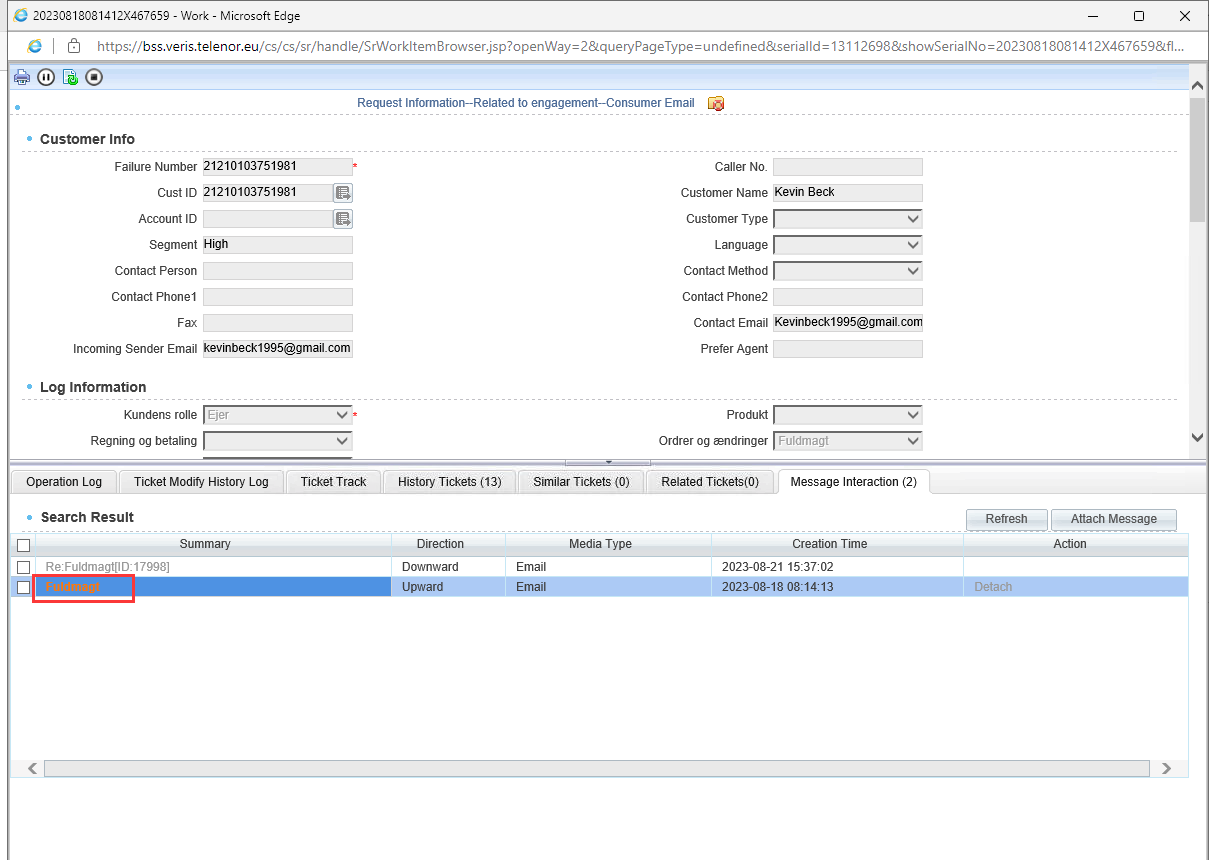 20230818081412X467659 - Work - Microsoft Edge
https://bss.veris.telenor.eu/cs/cs/sr/handle/SrWorkItemBrowser.jsp?openWay=2&queryPageType=undefined&serialId=13112698&showSerialNo=20230818081412X467659&fl...
Request Information--Related to engagement--Consumer Email
Customer Info
Failure Number 21210103751981 * Caller No.
Cust ID 21210103751981 Customer Name Kevin Beck
Account ID Customer Type
Segment High Language
Contact Person Contact Method
Contact Phone1 Contact Phone2
Fax Contact Email Kevinbeck1995@gmail.com
Incoming Sender Email kevinbeck1995@gmail.com Prefer Agent
Log Information
Kundens rolle Ejer * Produkt
Regning og betaling Ordrer og ændringer Fuldmagt
Operation Log Ticket Modify History Log Ticket Track History Tickets (13) Similar Tickets (0) Related Tickets(0) Message Interaction (2)
Search Result Refresh Attach Message
Summary Direction Media Type Creation Time Action
Re:Fuldmagt[ID:17998] Downward Email 2023-08-21 15:37:02
Fuldmagt Upward Email 2023-08-18 08:14:13 Detach